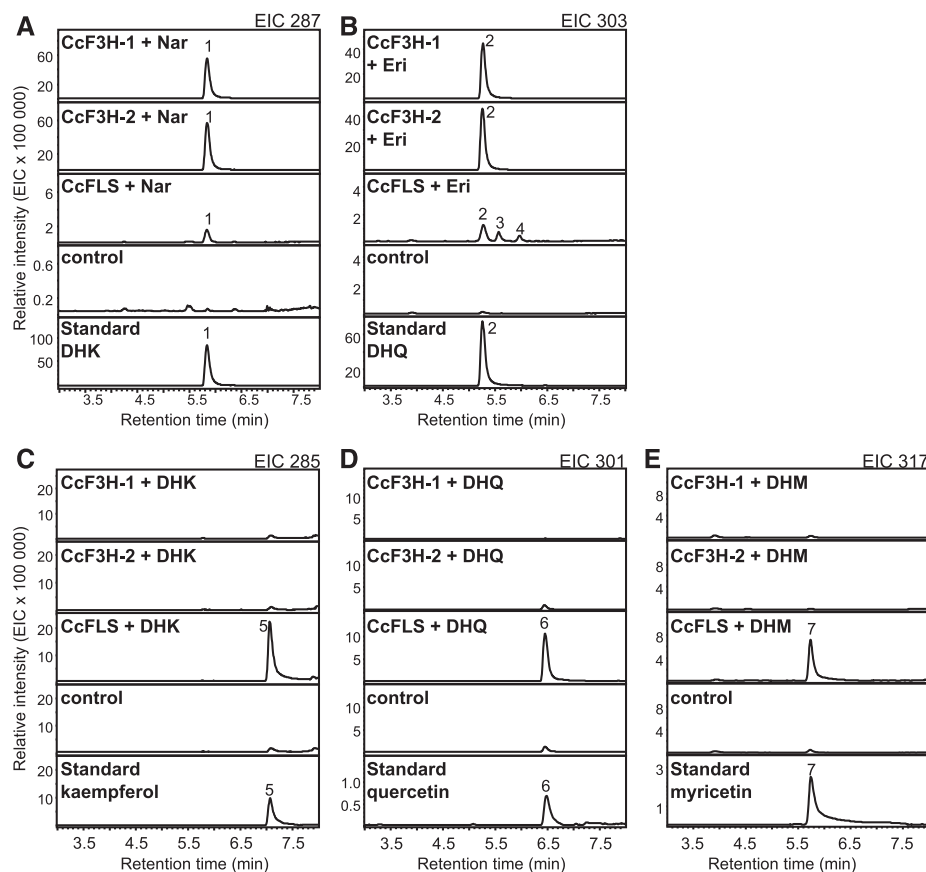 A
EIC 287
Relative intensity (EIC x 100 000)
CcF3H-1 + Nar
1
60
20
CcF3H-2 + Nar
1
60
20
CcFLS + Nar
1
6
2
control
0.6
0.2
Standard
DHK
1
100
50
3.5 4.5 5.5 6.5 7.5
Retention time (min)
B
EIC 303
CcF3H-1
+ Eri
2
40
20
CcF3H-2
+ Eri
2
40
20
CcFLS + Eri
2 3 4
4
2
control
4
2
Standard
DHQ
2
60
20
3.5 4.5 5.5 6.5 7.5
Retention time (min)
C
EIC 285
Relative intensity (EIC x 100 000)
CcF3H-1 + DHK
20
10
CcF3H-2 + DHK
20
10
CcFLS + DHK
5
20
10
control
20
10
Standard
kaempferol
5
20
10
3.5 4.5 5.5 6.5 7.5
Retention time (min)
D
EIC 301
CcF3H-1 + DHQ
10
5
CcF3H-2 + DHQ
10
5
CcFLS + DHQ
6
10
5
control
10
5
Standard
quercetin
6
1.0
0.5
3.5 4.5 5.5 6.5 7.5
Retention time (min)
E
EIC 317
CcF3H-1 + DHM
8
4
CcF3H-2 + DHM
8
4
CcFLS + DHM
7
8
4
control
8
4
Standard
myricetin
7
3
1
3.5 4.5 5.5 6.5 7.5
Retention time (min)